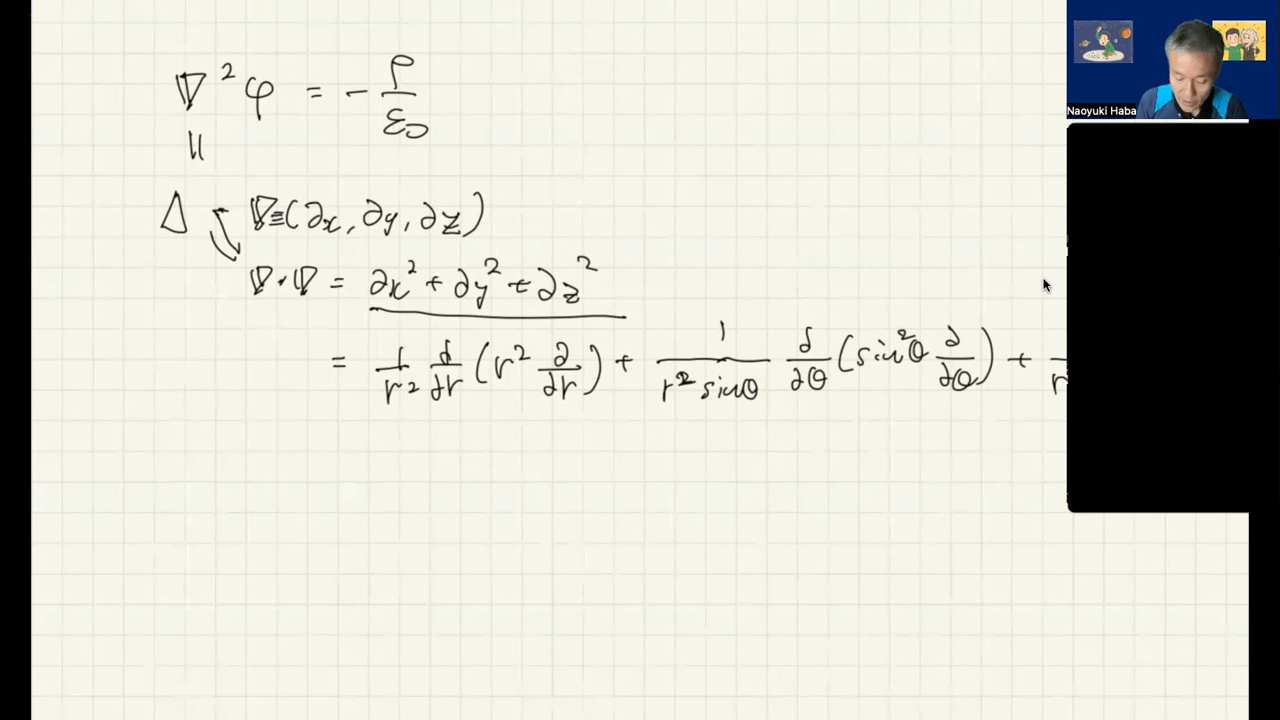 ∇²φ = - ρ/ε₀
||
Δ ∇≡(∂x, ∂y, ∂z)
∇·∇ = ∂x² + ∂y² + ∂z²
= 1/r² ∂/∂r (r² ∂/∂r) + 1/(r² sinθ) ∂/∂θ (sin²θ ∂/∂θ) +
Naoyuki Haba